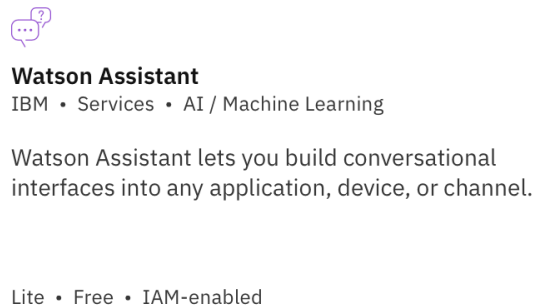 Watson Assistant
IBM • Services • AI / Machine Learning
Watson Assistant lets you build conversational
interfaces into any application, device, or channel.
Lite • Free • IAM-enabled